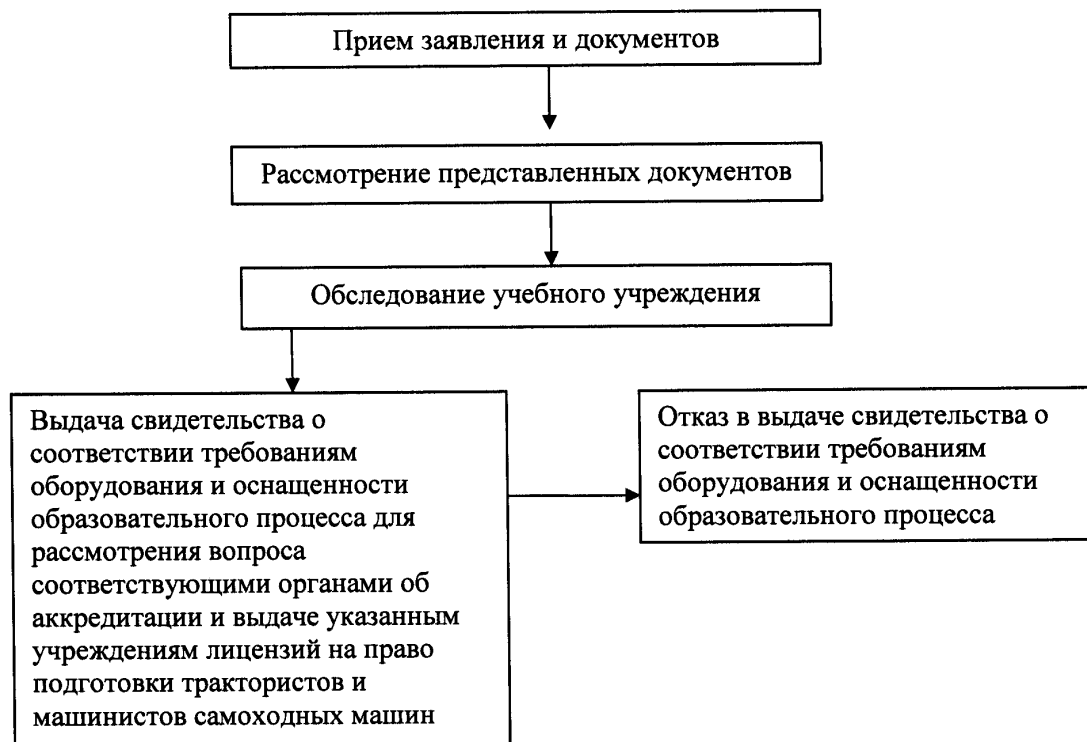 Прием заявления и документов
Рассмотрение представленных документов
Обследование учебного учреждения
Выдача свидетельства о
соответствии требованиям
оборудования и оснащенности
образовательного процесса для
рассмотрения вопроса
соответствующими органами об
аккредитации и выдаче указанным
учреждениям лицензий на право
подготовки трактористов и
машинистов самоходных машин
Отказ в выдаче свидетельства о
соответствии требованиям
оборудования и оснащенности
образовательного процесса